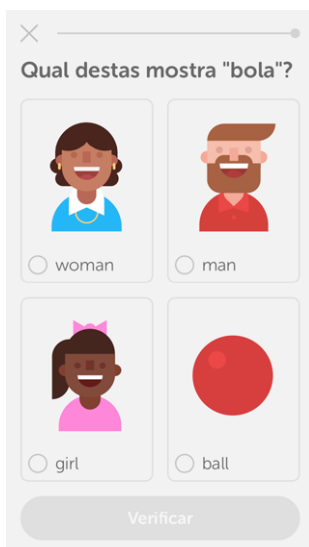 Qual destas mostra "bola"?
woman
man
girl
ball
Verificar